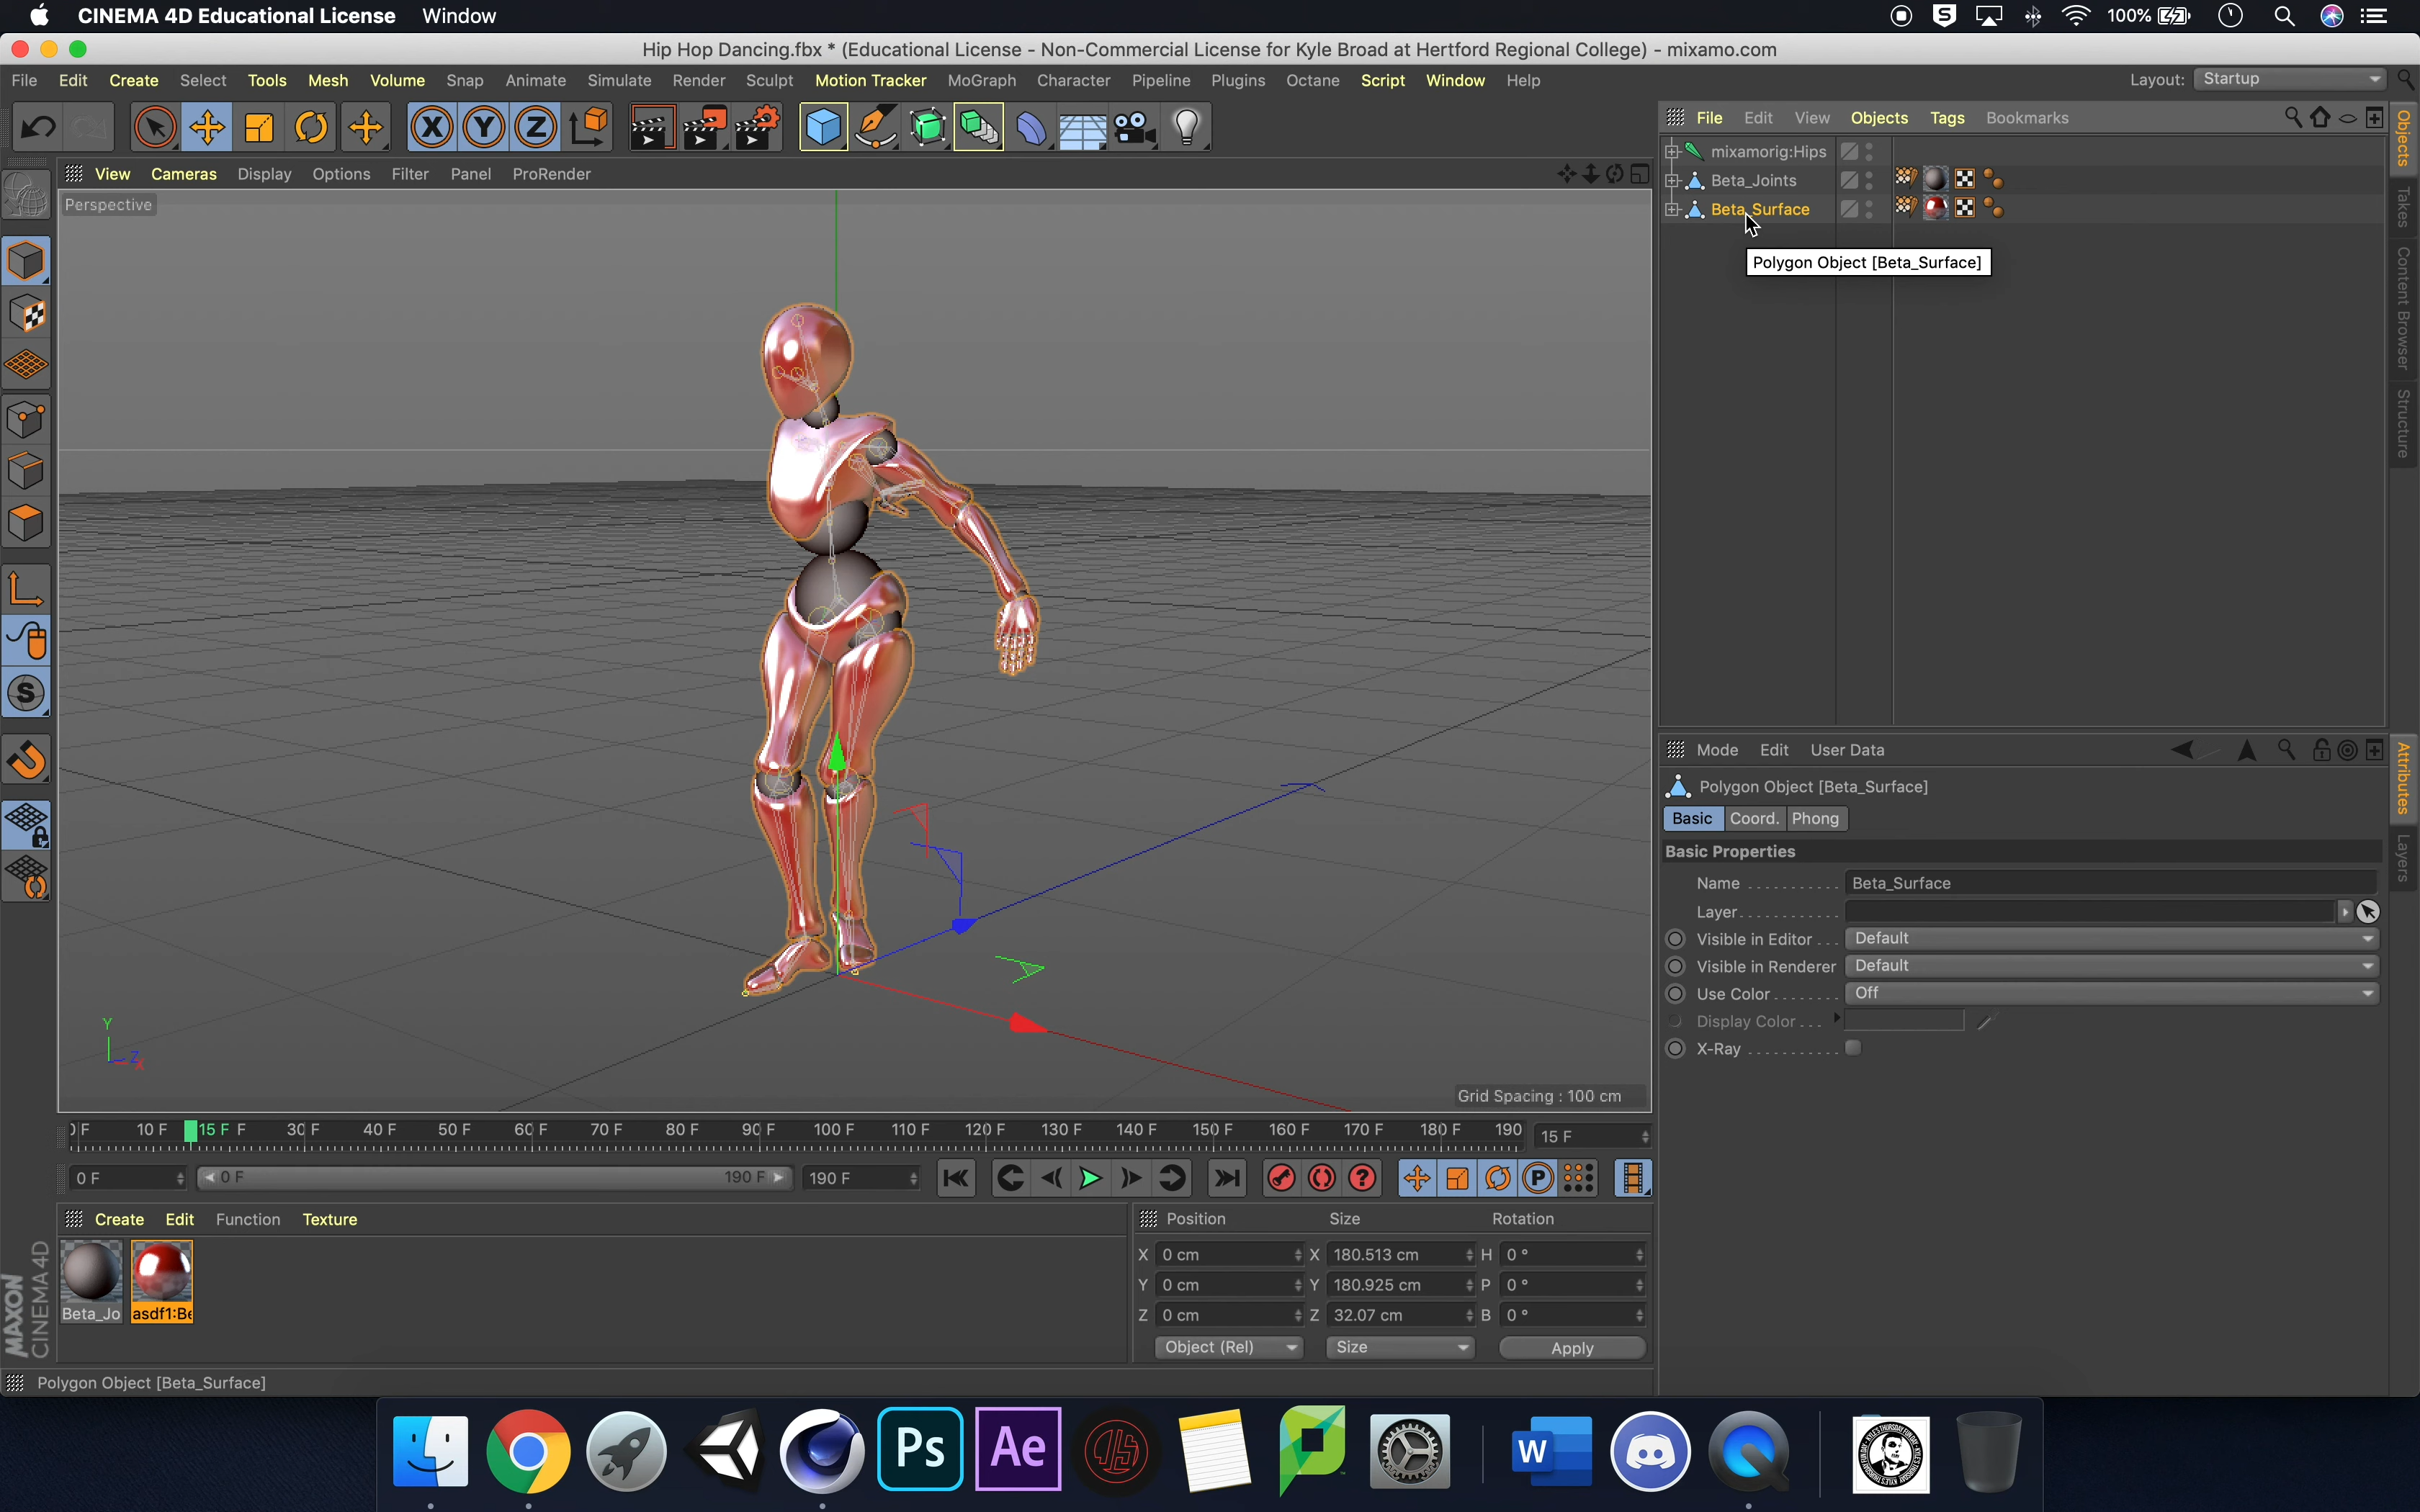 CINEMA 4D Educational License Window
S 100%
Hip Hop Dancing.fbx * (Educational License - Non-Commercial License for Kyle Broad at Hertford Regional College) - mixamo.com
File Edit Create Select Tools Mesh Volume Snap Animate Simulate Render Sculpt Motion Tracker MoGraph Character Pipeline Plugins Octane Script Window Help
Layout: Startup
X Y Z
File Edit View Objects Tags Bookmarks
View Cameras Display Options Filter Panel ProRender
Perspective
mixamorig:Hips
Beta_Joints
Beta_Surface
Polygon Object [Beta_Surface]
Objects
Takes
Content Browser
Structure
S
Y
Z
X
Grid Spacing : 100 cm
Mode Edit User Data
Polygon Object [Beta_Surface]
Basic Coord. Phong
Basic Properties
Name Beta_Surface
Layer
Visible in Editor Default
Visible in Renderer Default
Use Color Off
Display Color
X-Ray
Attributes
Layers
10 F 15 F F 30 F 40 F 50 F 60 F 70 F 80 F 90 F 100 F 110 F 120 F 130 F 140 F 150 F 160 F 170 F 180 F 190 15 F
0 F 0 F 190 F 190 F P
Create Edit Function Texture
Beta_Jo asdf1:Be
Position Size Rotation
X 0 cm X 180.513 cm H 0 °
Y 0 cm Y 180.925 cm P 0 °
Z 0 cm Z 32.07 cm B 0 °
Object (Rel) Size Apply
MAXON
CINEMA 4D
Polygon Object [Beta_Surface]
Ps Ae W